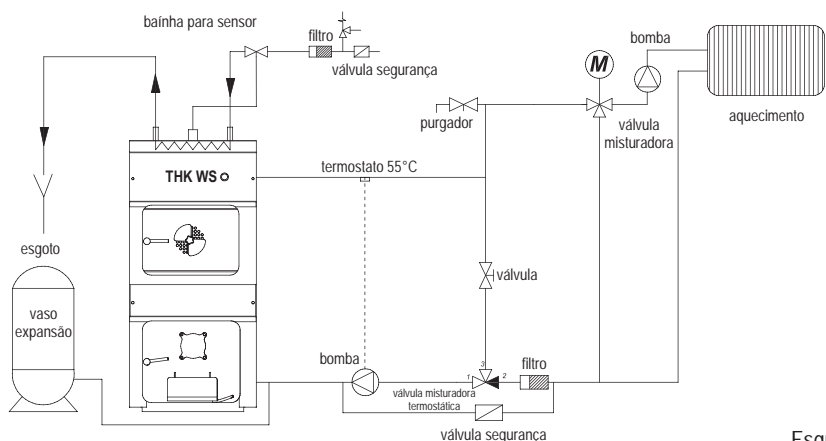 baínha para sensor
filtro
válvula segurança
bomba
M
purgador
válvula
misturadora
aquecimento
termostato 55°C
THK WS
esgoto
válvula
vaso
expansão
bomba
3
1
2
filtro
válvula misturadora
termostática
válvula segurança
Esqu